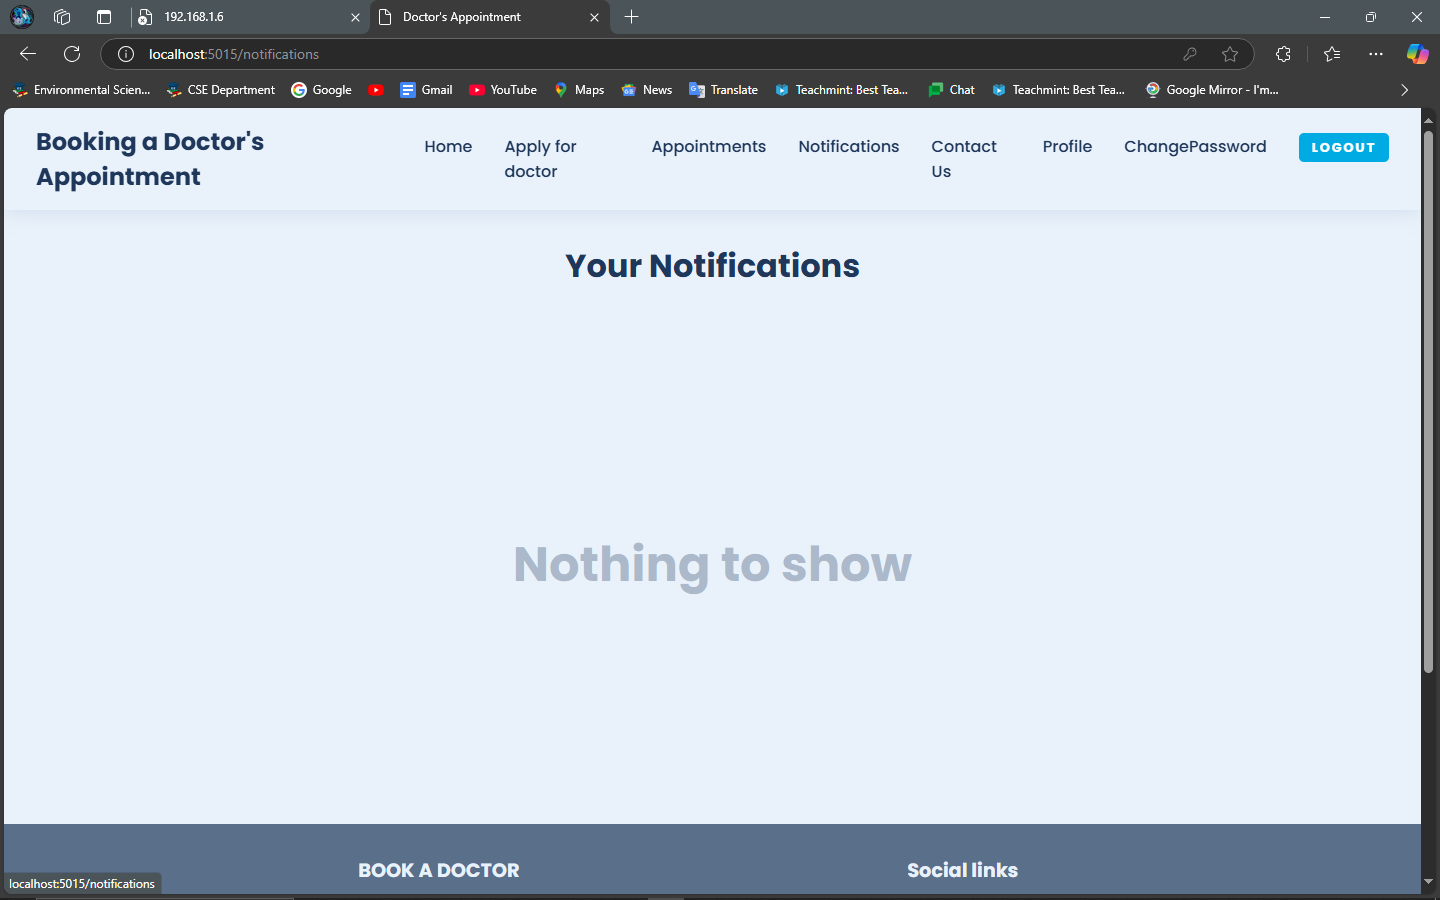 192.168.1.6
Doctor's Appointment
localhost:5015/notifications
Environmental Scien...
CSE Department
Google
Gmail
YouTube
Maps
News
Translate
Teachmint: Best Tea...
Chat
Teachmint: Best Tea...
Google Mirror - I'm...
Booking a Doctor's
Appointment
Home
Apply for
doctor
Appointments
Notifications
Contact
Us
Profile
ChangePassword
LOGOUT
Your Notifications
Nothing to show
BOOK A DOCTOR
Social links
localhost:5015/notifications